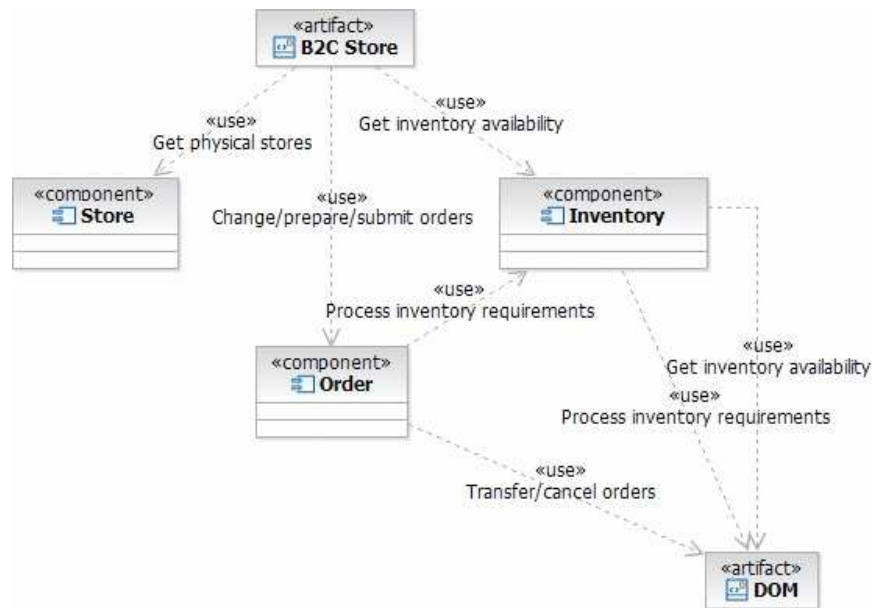 «artifact»
B2C Store
«use»
Get physical stores
«use»
Get inventory availability
«component»
Store
«use»
Change/prepare/submit orders
«component»
Inventory
«use»
Process inventory requirements
«component»
Order
«use»
Get inventory availability
«use»
Process inventory requirements
«use»
Transfer/cancel orders
«artifact»
DOM